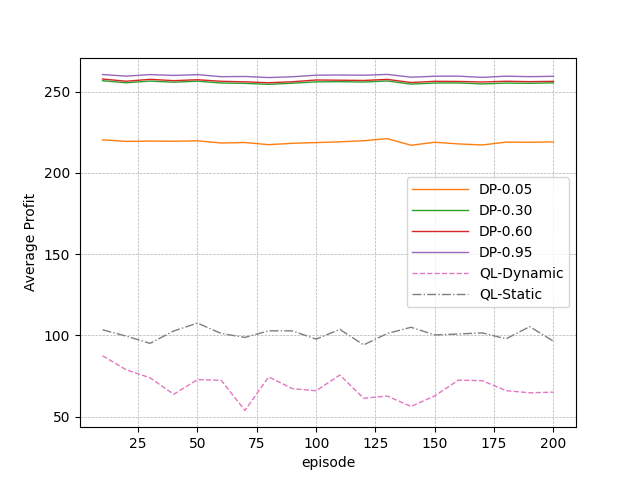 250
200
150
100
50
Average Profit
DP-0.05
DP-0.30
DP-0.60
DP-0.95
QL-Dynamic
QL-Static
25 50 75 100 125 150 175 200
episode